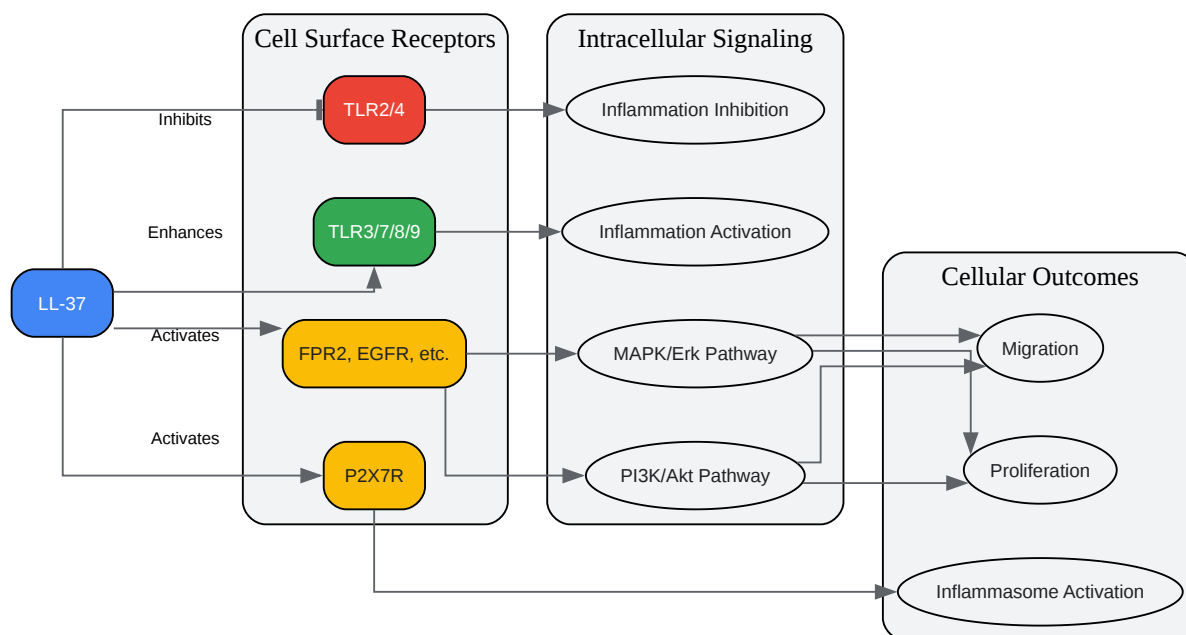 Cell Surface Receptors
Intracellular Signaling
TLR2/4
Inflammation Inhibition
Inhibits
TLR3/7/8/9
Inflammation Activation
Enhances
Cellular Outcomes
LL-37
Activates
FPR2, EGFR, etc.
MAPK/Erk Pathway
Migration
Activates
P2X7R
PI3K/Akt Pathway
Proliferation
Inflammasome Activation